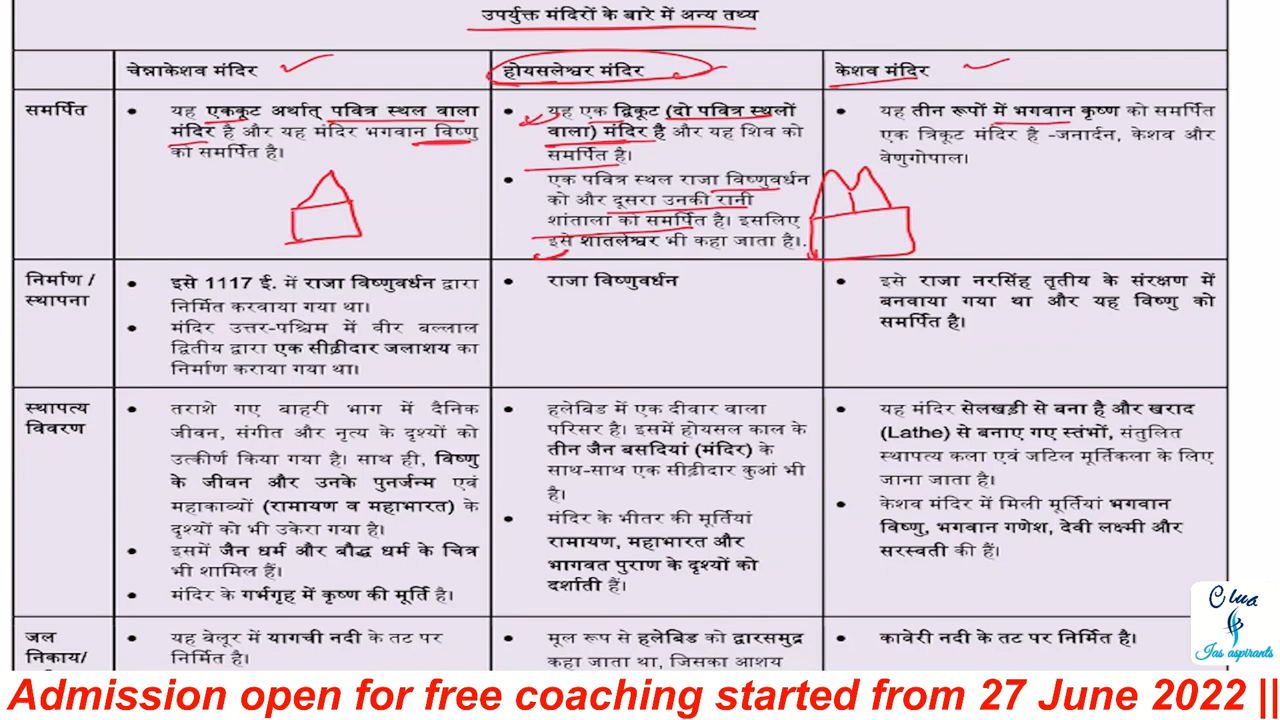 उपर्युक्त मंदिरों के बारे में अन्य तथ्य
चेन्नाकेशव मंदिर
होयसलेश्वर मंदिर
केशव मंदिर
समर्पित
यह एककूट अर्थात् पवित्र स्थल वाला
मंदिर है और यह मंदिर भगवान विष्णु
को समर्पित है।
यह एक द्विकूट (दो पवित्र स्थलों
वाला) मंदिर है और यह शिव को
समर्पित है।
एक पवित्र स्थल राजा विष्णुवर्धन
को और दूसरा उनकी रानी
शांताला को समर्पित है। इसलिए
इसे शांतलेश्वर भी कहा जाता है।.
यह तीन रूपों में भगवान कृष्ण को समर्पित
एक त्रिकूट मंदिर है -जनार्दन, केशव और
वेणुगोपाल।
निर्माण /
स्थापना
इसे 1117 ई. में राजा विष्णुवर्धन द्वारा
निर्मित करवाया गया था।
मंदिर उत्तर-पश्चिम में वीर बल्लाल
द्वितीय द्वारा एक सीढ़ीदार जलाशय का
निर्माण कराया गया था।
राजा विष्णुवर्धन
इसे राजा नरसिंह तृतीय के संरक्षण में
बनवाया गया था और यह विष्णु को
समर्पित है।
स्थापत्य
विवरण
तराशे गए बाहरी भाग में दैनिक
जीवन, संगीत और नृत्य के दृश्यों को
उत्कीर्ण किया गया है। साथ ही, विष्णु
के जीवन और उनके पुनर्जन्म एवं
महाकाव्यों (रामायण व महाभारत) के
दृश्यों को भी उकेरा गया है।
इसमें जैन धर्म और बौद्ध धर्म के चित्र
भी शामिल हैं।
मंदिर के गर्भगृह में कृष्ण की मूर्ति है।
हलेबिड में एक दीवार वाला
परिसर है। इसमें होयसल काल के
तीन जैन बसदियां (मंदिर) के
साथ-साथ एक सीढ़ीदार कुआं भी
है।
मंदिर के भीतर की मूर्तियां
रामायण, महाभारत और
भागवत पुराण के दृश्यों को
दर्शाती हैं।
यह मंदिर सेलखड़ी से बना है और खराद
(Lathe) से बनाए गए स्तंभों, संतुलित
स्थापत्य कला एवं जटिल मूर्तिकला के लिए
जाना जाता है।
केशव मंदिर में मिली मूर्तियां भगवान
विष्णु, भगवान गणेश, देवी लक्ष्मी और
सरस्वती की हैं।
जल
निकाय/
यह वेलूर में यागची नदी के तट पर
निर्मित है।
मूल रूप से हलेबिड को द्वारसमुद्र
कहा जाता था, जिसका आशय
कावेरी नदी के तट पर निर्मित है।
Ias aspirants
Admission open for free coaching started from 27 June 2022 ||